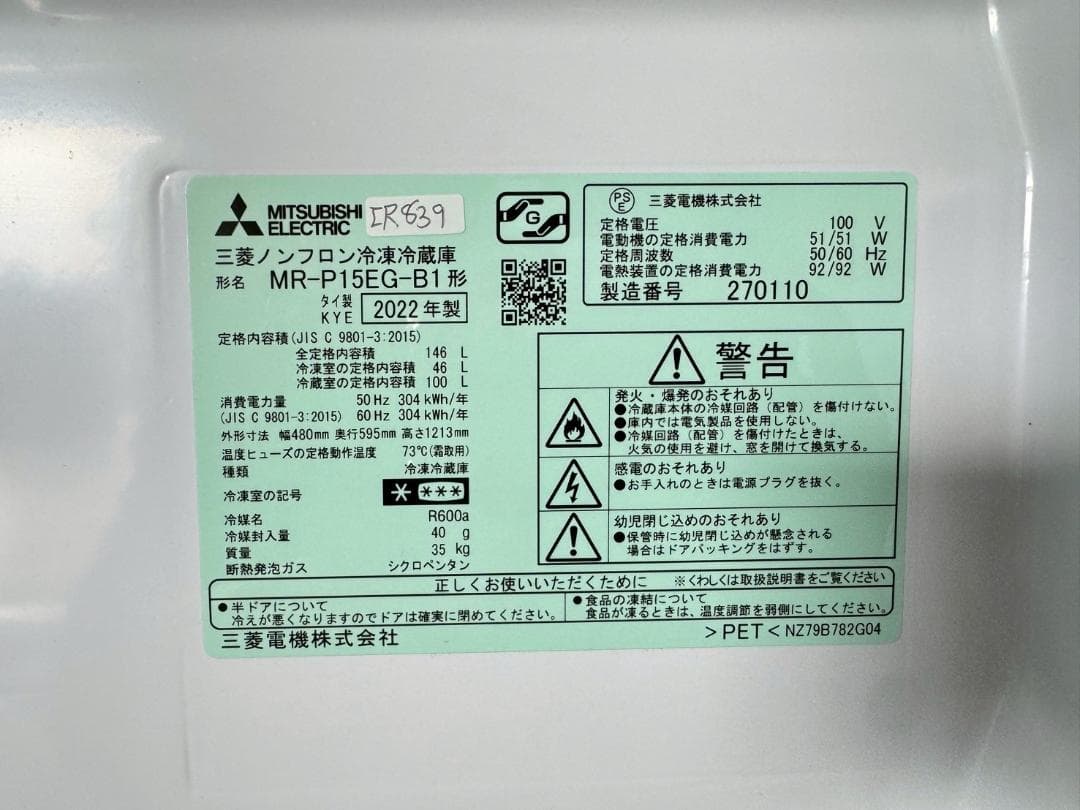 MITSUBISHI
ELECTRIC
CR839
三菱ノンフロン冷凍冷蔵庫
形名 MR-P15EG-B1形
タイ製
KYE 2022年製
定格内容積(JIS C 9801-3:2015)
全定格内容積 146 L
冷凍室の定格内容積 46 L
冷蔵室の定格内容積 100 L
消費電力量 50Hz 304kWh/年
(JIS C 9801-3:2015) 60Hz 304kWh/年
外形寸法 幅480mm 奥行595mm 高さ1213mm
温度ヒューズの定格動作温度 73℃(霜取用)
種類 冷凍冷蔵庫
冷凍室の記号 * ***
冷媒名 R600a
冷媒封入量 40 g
質量 35 kg
断熱発泡ガス シクロペンタン
G
PS
E
三菱電機株式会社
定格電圧 100 V
電動機の定格消費電力 51/51 W
定格周波数 50/60 Hz
電熱装置の定格消費電力 92/92 W
製造番号 270110
警告
発火・爆発のおそれあり
●冷蔵庫本体の冷媒回路(配管)を傷付けない。
●庫内では電気製品を使用しない。
●冷媒回路(配管)を傷付けたときは、
火気の使用を避け、窓を開けて換気する。
感電のおそれあり
●お手入れのときは電源プラグを抜く。
幼児閉じ込めのおそれあり
●保管時に幼児閉じ込めが懸念される
場合はドアパッキングをはずす。
正しくお使いいただくために ※くわしくは取扱説明書をご覧ください
●半ドアについて
冷えが悪くなりますのでドアは確実に閉めてください。
●食品の凍結について
食品が凍るときは、温度調節を弱側にしてください。
三菱電機株式会社
>PET< NZ79B782G04